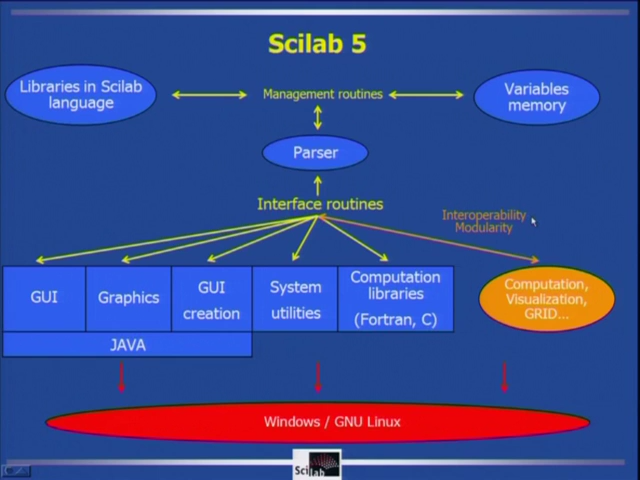 Scilab 5
Libraries in Scilab
language
Management routines
Variables
memory
Parser
Interface routines
Interoperability
Modularity
GUI
Graphics
GUI
creation
System
utilities
Computation
libraries
(Fortran, C)
Computation,
Visualization,
GRID...
JAVA
Windows / GNU Linux
Scilab